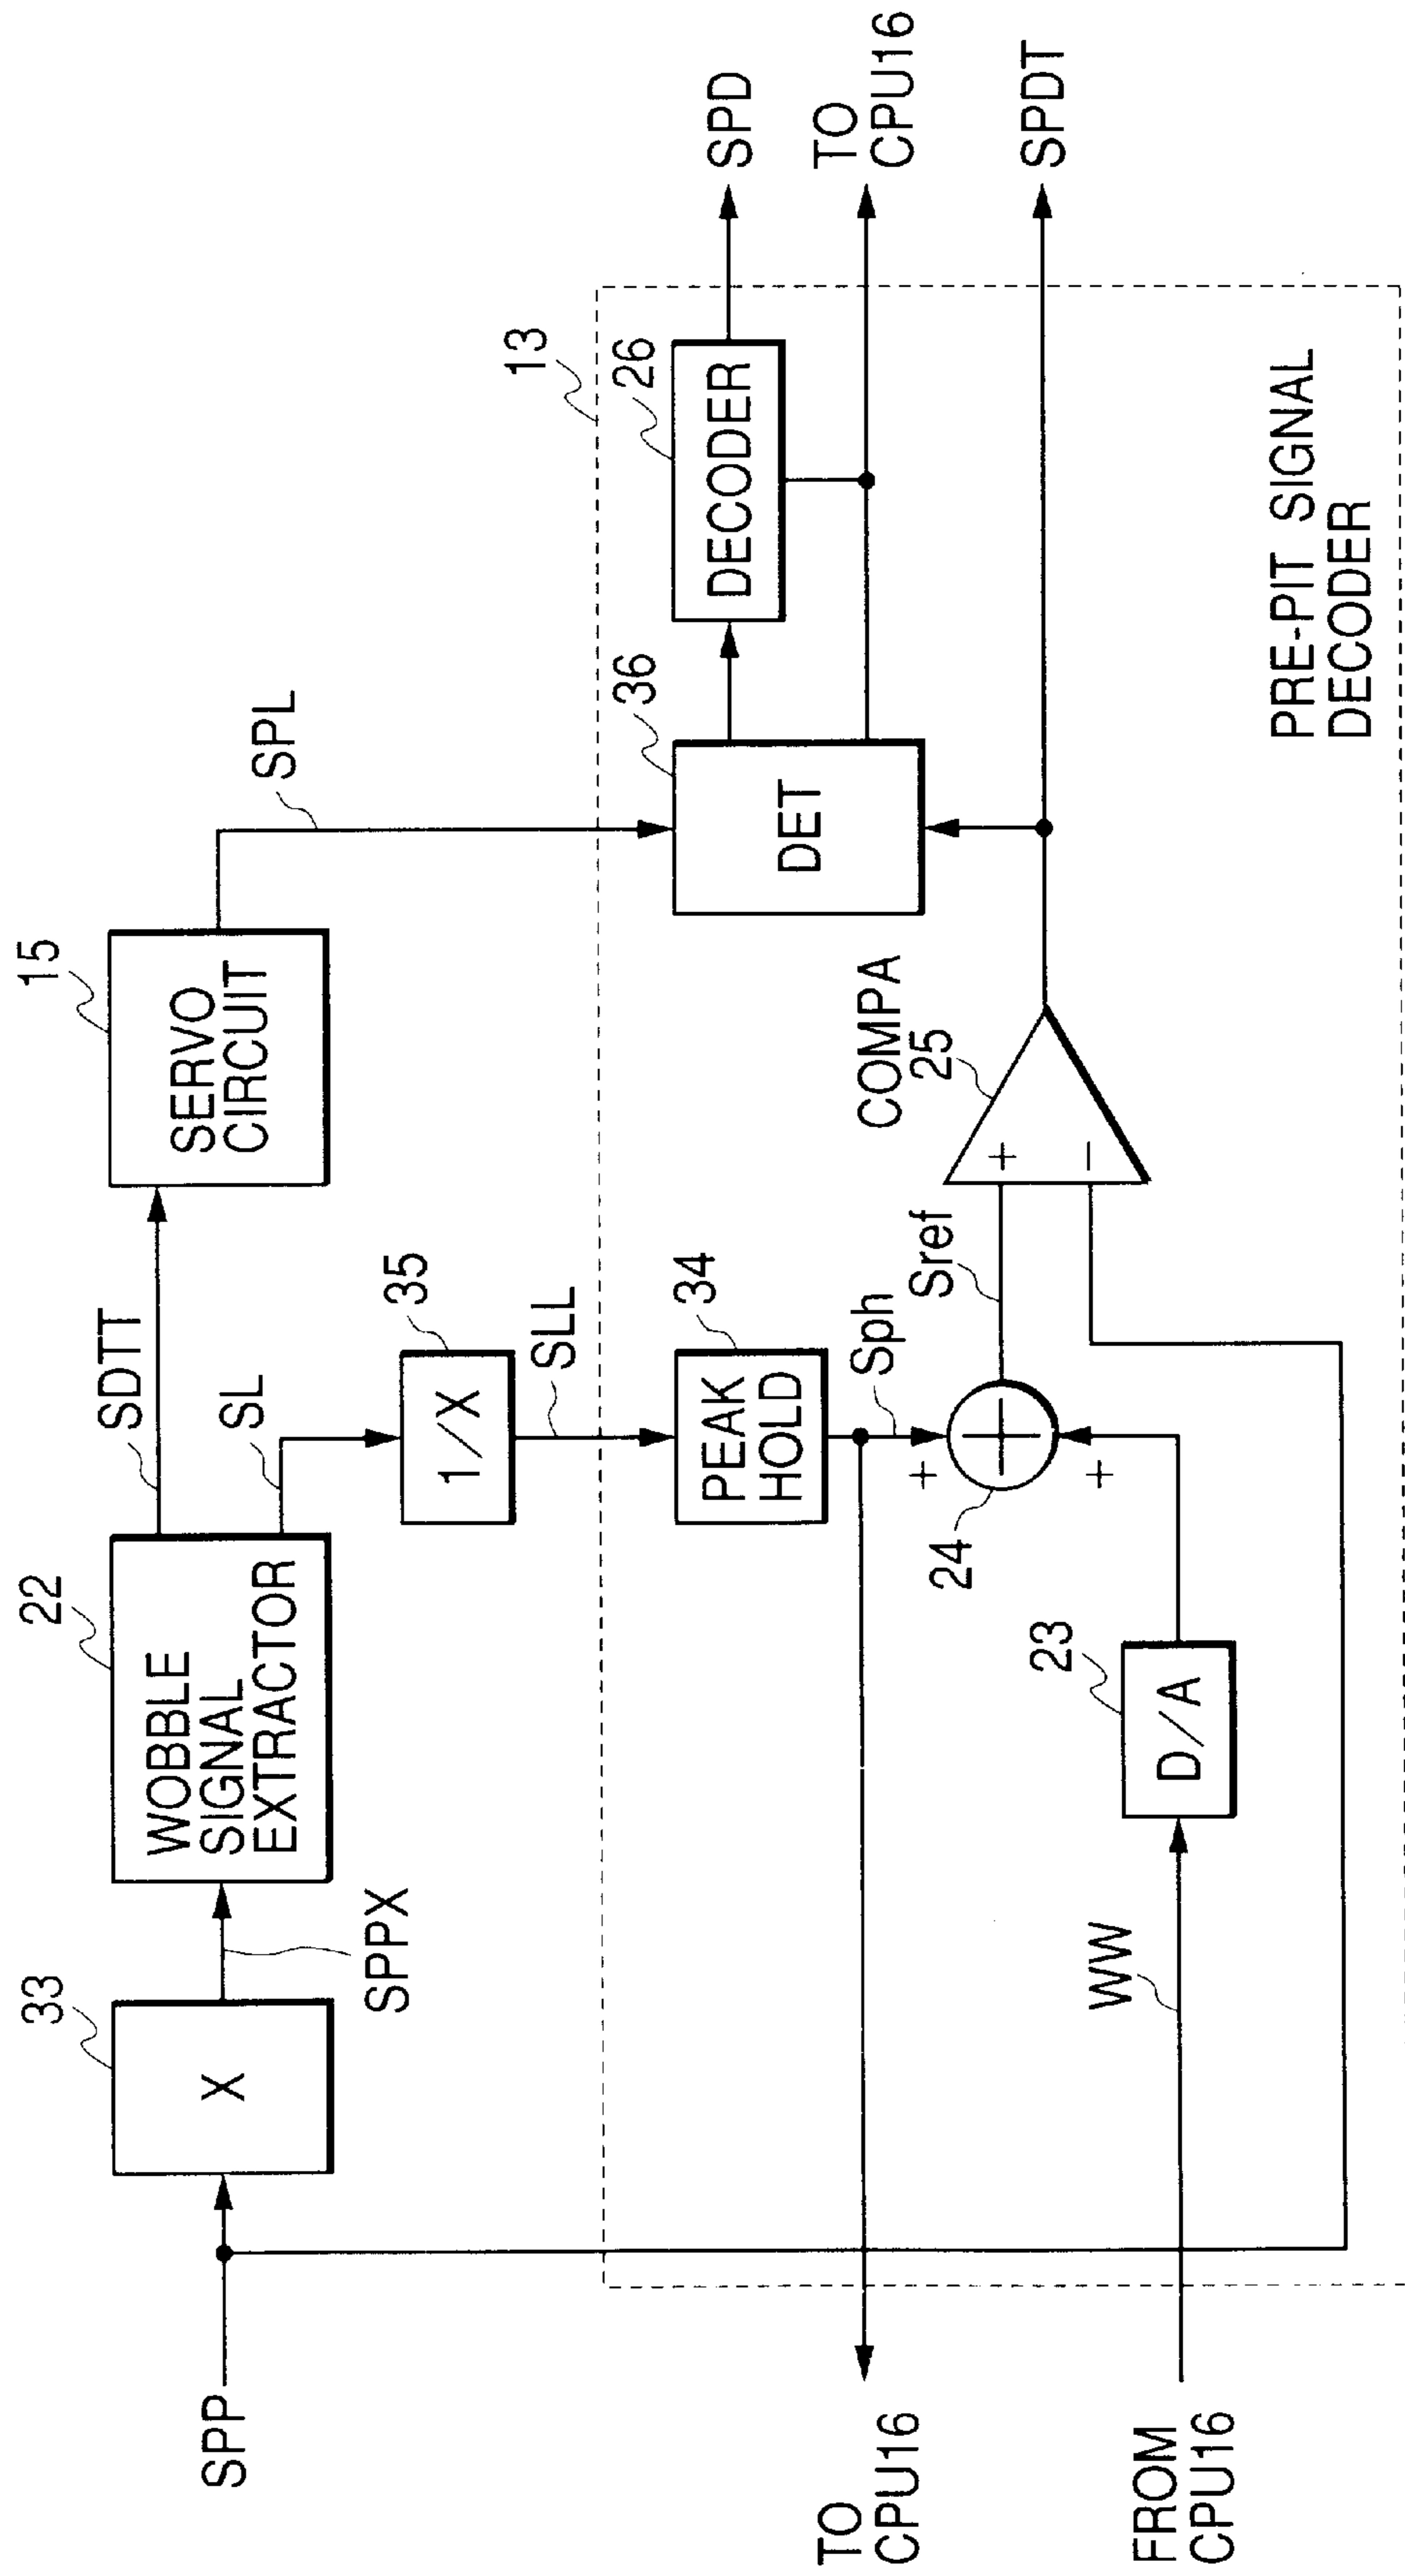 SPP
33
X
SPPX
22
WOBBLE
SIGNAL
EXTRACTOR
SDTT
SL
15
SERVO
CIRCUIT
SPL
35
1/X
SLL
13
34
PEAK
HOLD
Sph
36
DET
26
DECODER
SPD
TO
CPU16
TO
CPU16
+
24
+
Sref
COMPA
25
+
−
SPDT
FROM
CPU16
WW
23
D/A
PRE-PIT SIGNAL
DECODER